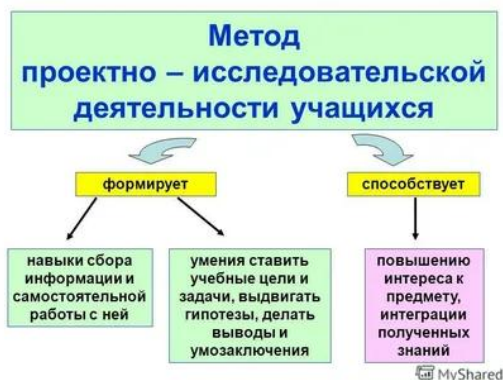 Метод
проектно – исследовательской
деятельности учащихся
формирует
способствует
навыки сбора
информации и
самостоятельной
работы с ней
умения ставить
учебные цели и
задачи, выдвигать
гипотезы, делать
выводы и
умозаключения
повышению
интереса к
предмету,
интеграции
полученных
знаний
MyShared